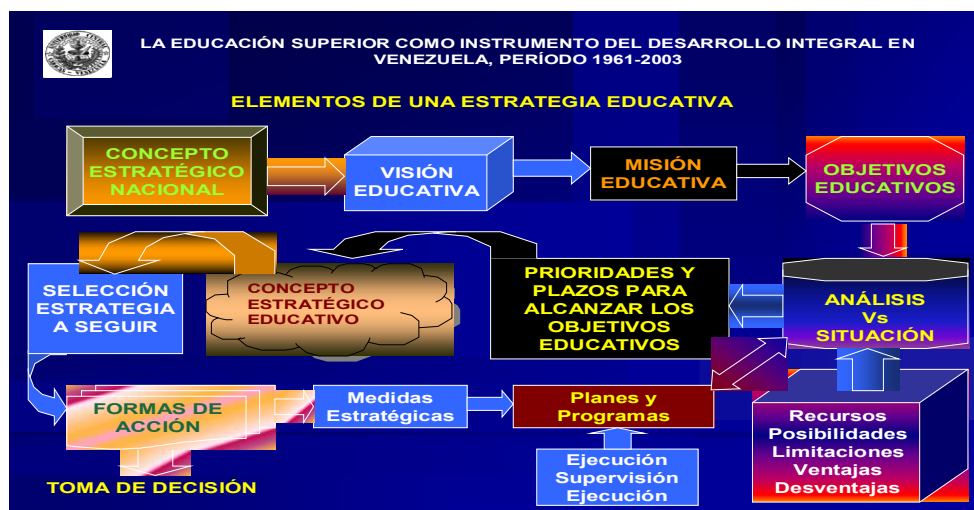 LA EDUCACIÓN SUPERIOR COMO INSTRUMENTO DEL DESARROLLO INTEGRAL EN
VENEZUELA, PERÍODO 1961-2003
ELEMENTOS DE UNA ESTRATEGIA EDUCATIVA
CONCEPTO
ESTRATÉGICO
NACIONAL
VISIÓN
EDUCATIVA
MISIÓN
EDUCATIVA
OBJETIVOS
EDUCATIVOS
ANÁLISIS
Vs
SITUACIÓN
PRIORIDADES Y
PLAZOS PARA
ALCANZAR LOS
OBJETIVOS
EDUCATIVOS
CONCEPTO
ESTRATÉGICO
EDUCATIVO
SELECCIÓN
ESTRATEGIA
A SEGUIR
FORMAS DE
ACCIÓN
Medidas
Estratégicas
Planes y
Programas
Recursos
Posibilidades
Limitaciones
Ventajas
Desventajas
Ejecución
Supervisión
Ejecución
TOMA DE DECISIÓN